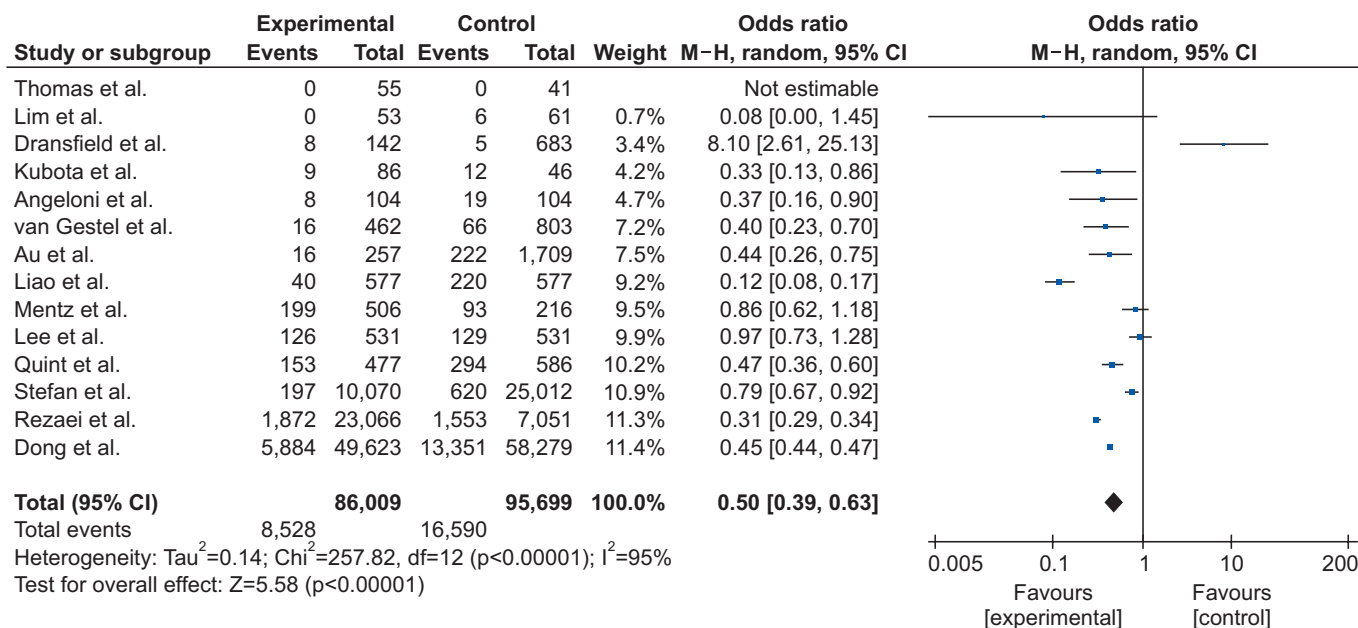 Experimental Control Odds ratio Odds ratio
Study or subgroup Events Total Events Total Weight M−H, random, 95% CI M−H, random, 95% CI
Thomas et al. 0 55 0 41 Not estimable
Lim et al. 0 53 6 61 0.7% 0.08 [0.00, 1.45]
Dransfield et al. 8 142 5 683 3.4% 8.10 [2.61, 25.13]
Kubota et al. 9 86 12 46 4.2% 0.33 [0.13, 0.86]
Angeloni et al. 8 104 19 104 4.7% 0.37 [0.16, 0.90]
van Gestel et al. 16 462 66 803 7.2% 0.40 [0.23, 0.70]
Au et al. 16 257 222 1,709 7.5% 0.44 [0.26, 0.75]
Liao et al. 40 577 220 577 9.2% 0.12 [0.08, 0.17]
Mentz et al. 199 506 93 216 9.5% 0.86 [0.62, 1.18]
Lee et al. 126 531 129 531 9.9% 0.97 [0.73, 1.28]
Quint et al. 153 477 294 586 10.2% 0.47 [0.36, 0.60]
Stefan et al. 197 10,070 620 25,012 10.9% 0.79 [0.67, 0.92]
Rezaei et al. 1,872 23,066 1,553 7,051 11.3% 0.31 [0.29, 0.34]
Dong et al. 5,884 49,623 13,351 58,279 11.4% 0.45 [0.44, 0.47]
Total (95% CI) 86,009 95,699 100.0% 0.50 [0.39, 0.63]
Total events 8,528 16,590
Heterogeneity: Tau²=0.14; Chi²=257.82, df=12 (p<0.00001); I²=95%
Test for overall effect: Z=5.58 (p<0.00001)
0.005 0.1 1 10 200
Favours Favours
[experimental] [control]